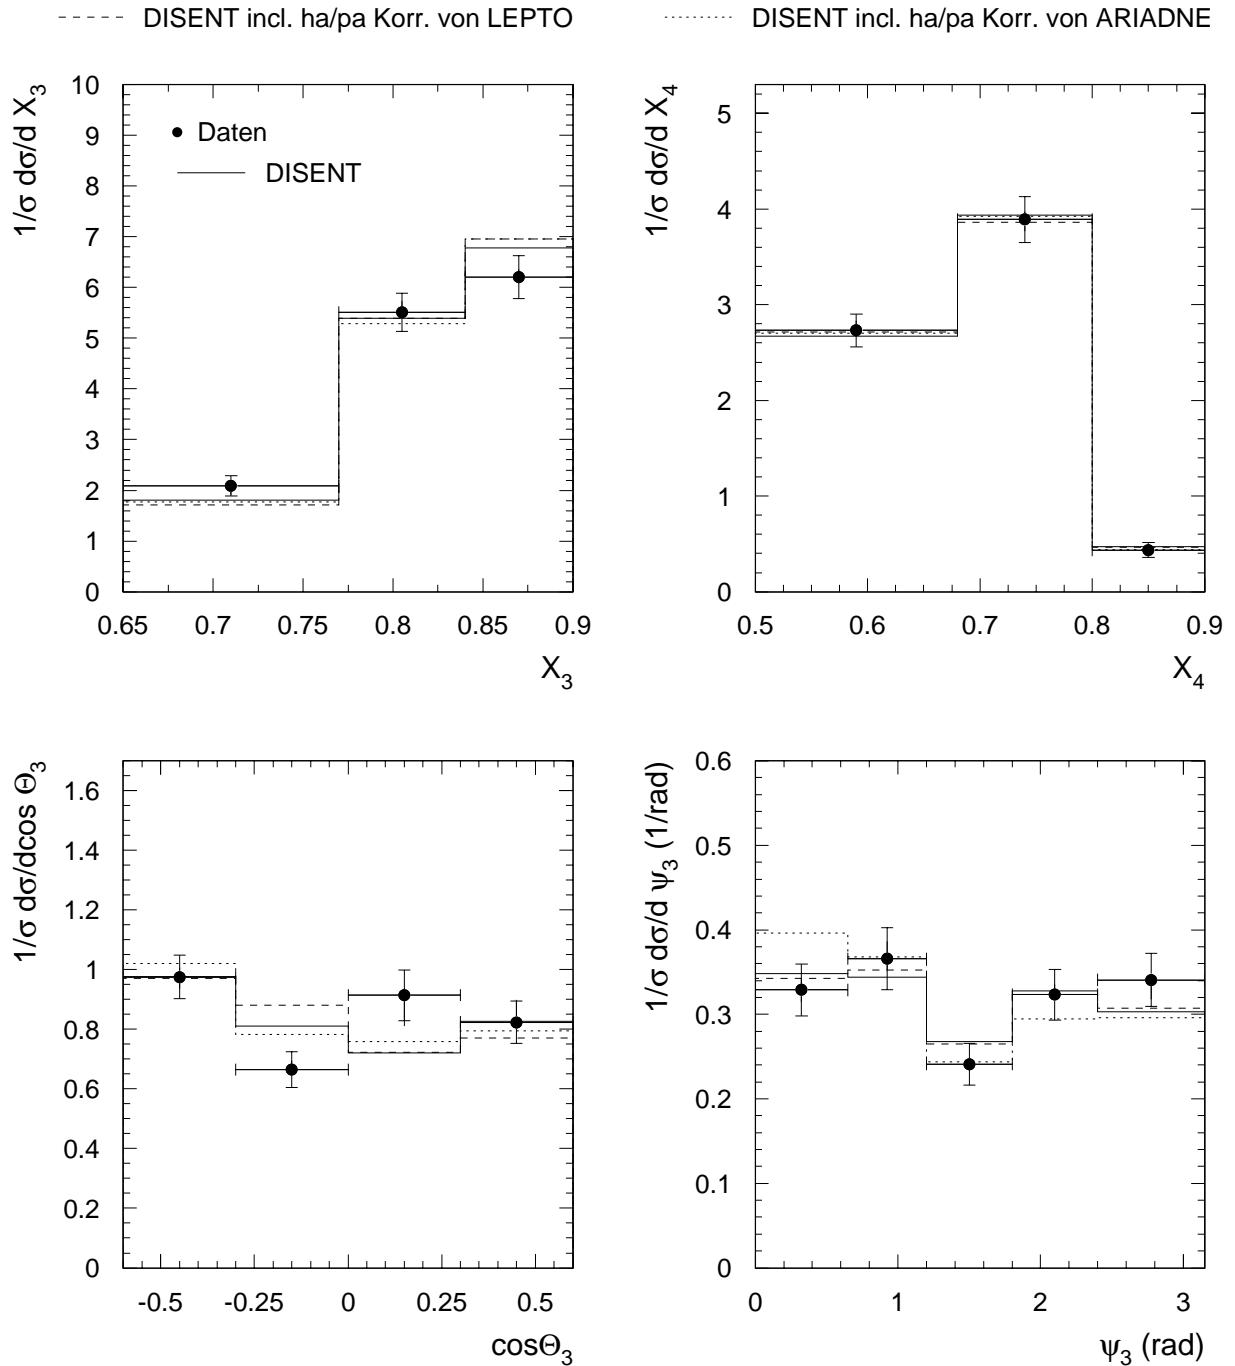 DISENT incl. ha/pa Korr. von LEPTO
DISENT incl. ha/pa Korr. von ARIADNE
1/σ dσ/d X3
10
9
8
7
6
5
4
3
2
1
0
Daten
DISENT
0.65 0.7 0.75 0.8 0.85 0.9
X3
1/σ dσ/d X4
5
4
3
2
1
0
0.5 0.6 0.7 0.8 0.9
X4
1/σ dσ/dcos Θ3
1.6
1.4
1.2
1
0.8
0.6
0.4
0.2
0
-0.5 -0.25 0 0.25 0.5
cosΘ3
1/σ dσ/d ψ3 (1/rad)
0.6
0.5
0.4
0.3
0.2
0.1
0
0 1 2 3
ψ3 (rad)